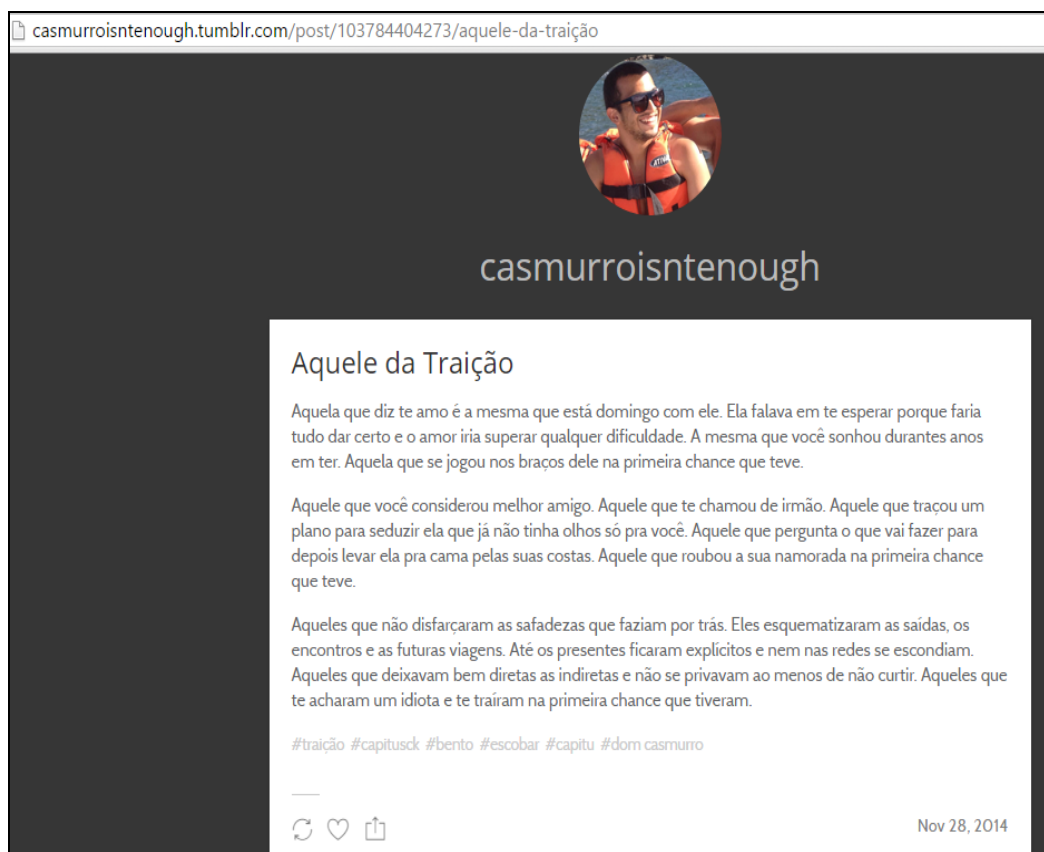 casmurroisntenough.tumblr.com/post/103784404273/aquele-da-traição
ATIVA
casmurroisntenough
Aquele da Traição
Aquela que diz te amo é a mesma que está domingo com ele. Ela falava em te esperar porque faria
tudo dar certo e o amor iria superar qualquer dificuldade. A mesma que você sonhou durantes anos
em ter. Aquela que se jogou nos braços dele na primeira chance que teve.
Aquele que você considerou melhor amigo. Aquele que te chamou de irmão. Aquele que traçou um
plano para seduzir ela que já não tinha olhos só pra você. Aquele que pergunta o que vai fazer para
depois levar ela pra cama pelas suas costas. Aquele que roubou a sua namorada na primeira chance
que teve.
Aqueles que não disfarçaram as safadezas que faziam por trás. Eles esquematizaram as saídas, os
encontros e as futuras viagens. Até os presentes ficaram explícitos e nem nas redes se escondiam.
Aqueles que deixavam bem diretas as indiretas e não se privavam ao menos de não curtir. Aqueles que
te acharam um idiota e te traíram na primeira chance que tiveram.
#traição #capitusck #bento #escobar #capitu #dom casmurro
Nov 28, 2014